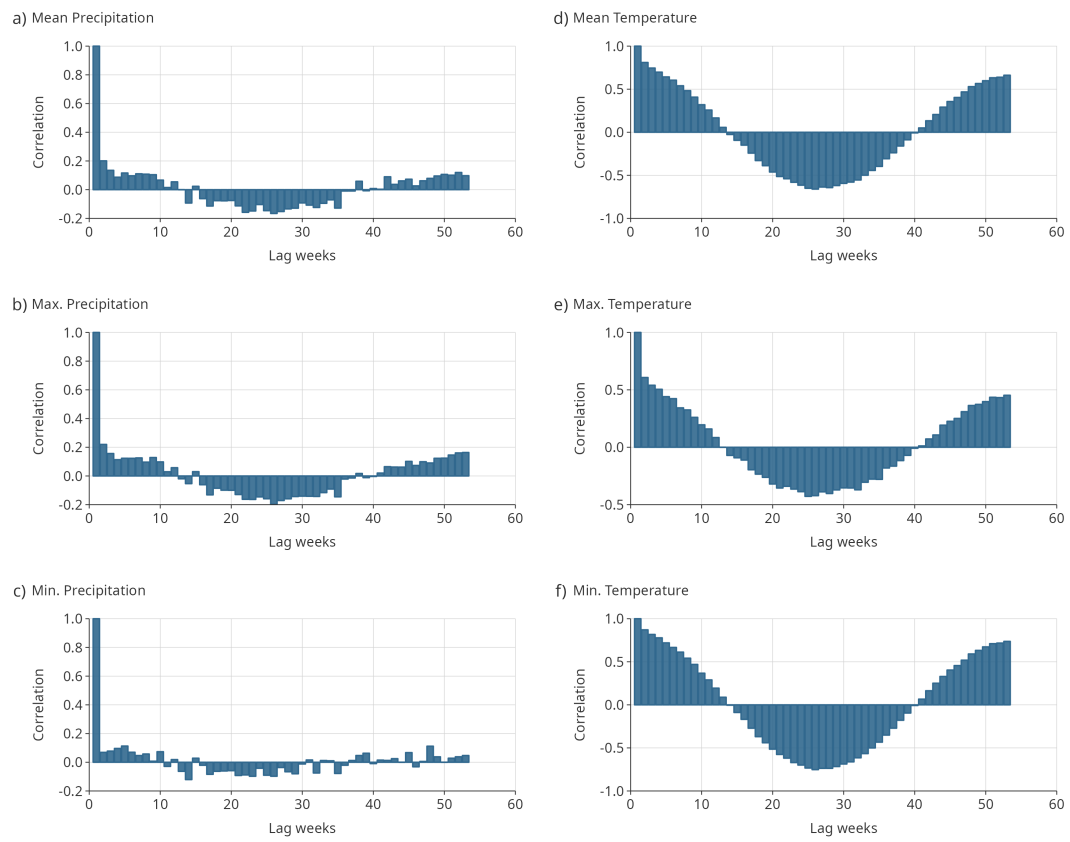 a) Mean Precipitation
1.0
0.8
0.6
0.4
0.2
0.0
-0.2
Correlation
0 10 20 30 40 50 60
Lag weeks
d) Mean Temperature
1.0
0.5
0.0
-0.5
-1.0
Correlation
0 10 20 30 40 50 60
Lag weeks
b) Max. Precipitation
1.0
0.8
0.6
0.4
0.2
0.0
-0.2
Correlation
0 10 20 30 40 50 60
Lag weeks
e) Max. Temperature
1.0
0.5
0.0
-0.5
Correlation
0 10 20 30 40 50 60
Lag weeks
c) Min. Precipitation
1.0
0.8
0.6
0.4
0.2
0.0
-0.2
Correlation
0 10 20 30 40 50 60
Lag weeks
f) Min. Temperature
1.0
0.5
0.0
-0.5
-1.0
Correlation
0 10 20 30 40 50 60
Lag weeks